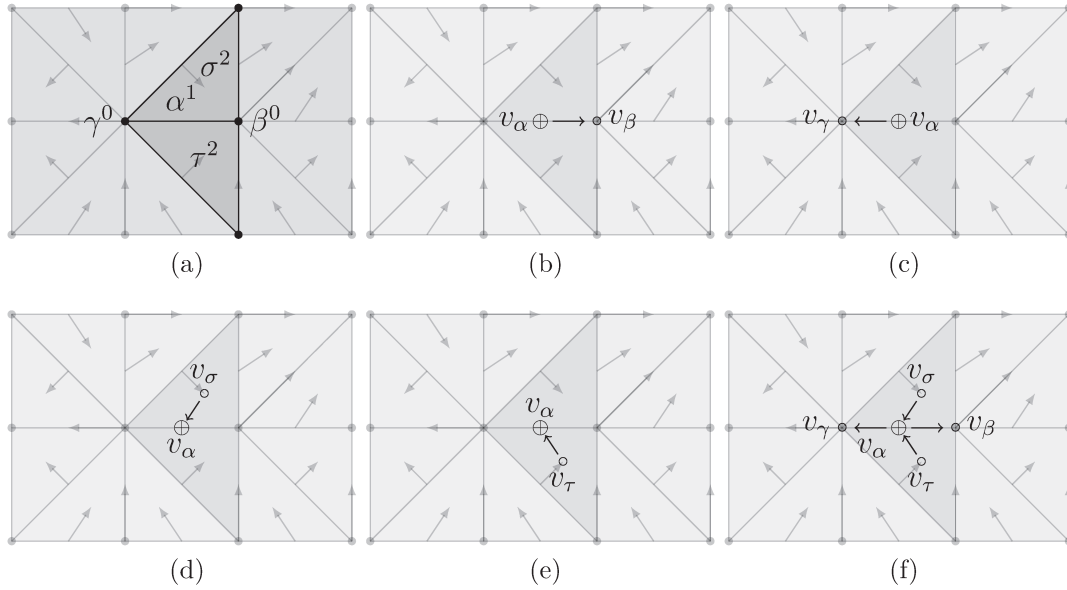 σ²
α¹
γ⁰ β⁰
τ²
v_α ⊕ v_β
v_γ ⊕ v_α
(a) (b) (c)
v_σ
v_α
v_α
v_τ
v_σ
v_γ v_α v_β
v_τ
(d) (e) (f)